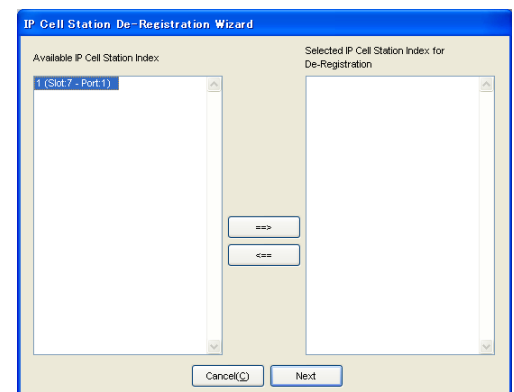 IP Cell Station De-Registration Wizard
Available IP Cell Station Index
Selected IP Cell Station Index for
De-Registration
1 (Slot:7 - Port:1)
==>
<==
Cancel(C)
Next